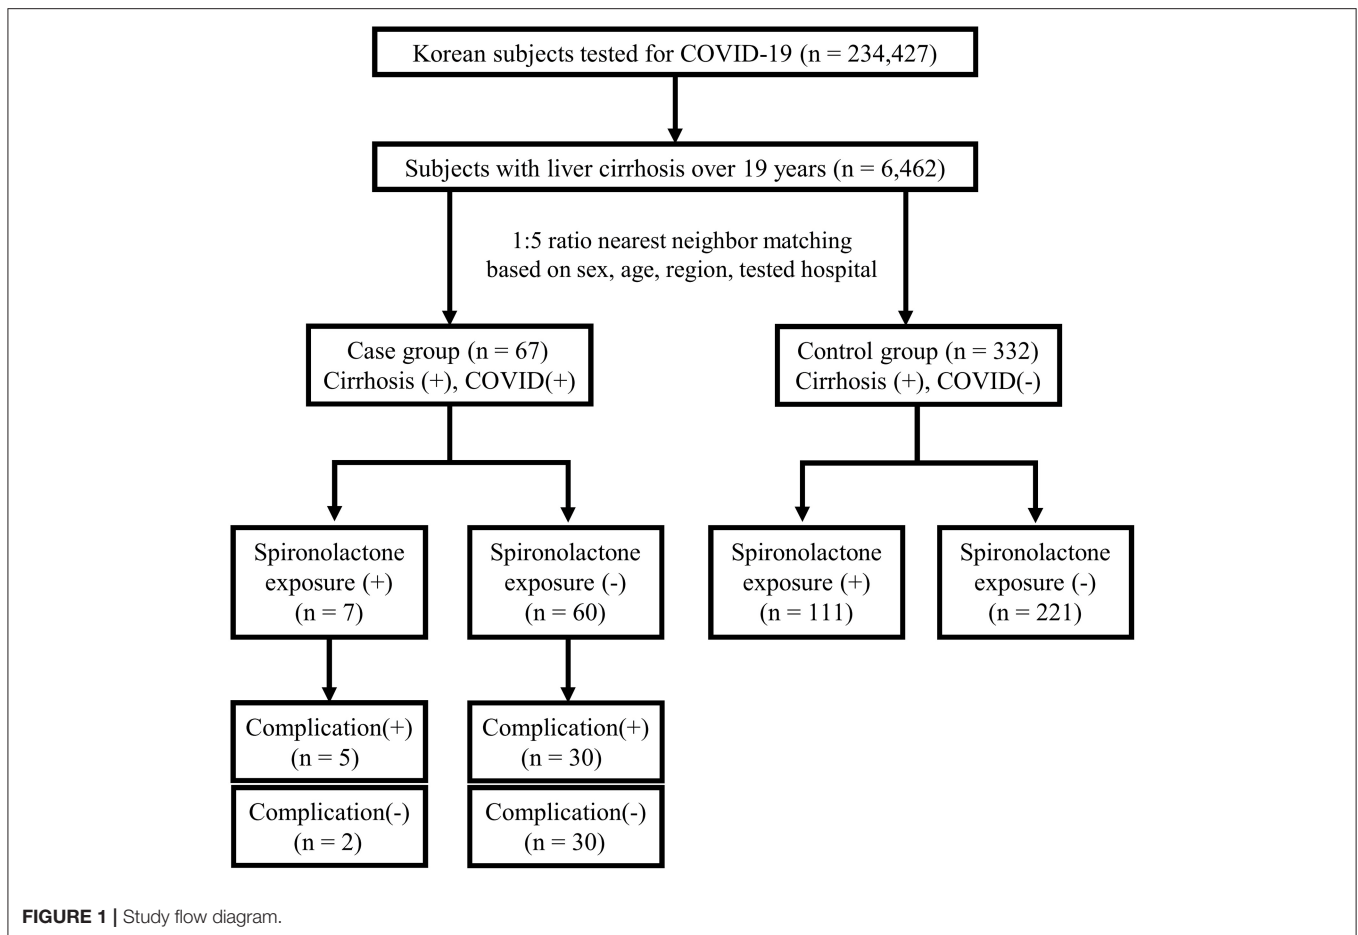 Korean subjects tested for COVID-19 (n = 234,427)
Subjects with liver cirrhosis over 19 years (n = 6,462)
1:5 ratio nearest neighbor matching
based on sex, age, region, tested hospital
Case group (n = 67)
Cirrhosis (+), COVID(+)
Control group (n = 332)
Cirrhosis (+), COVID(-)
Spironolactone
exposure (+)
(n = 7)
Spironolactone
exposure (-)
(n = 60)
Spironolactone
exposure (+)
(n = 111)
Spironolactone
exposure (-)
(n = 221)
Complication(+)
(n = 5)
Complication(-)
(n = 2)
Complication(+)
(n = 30)
Complication(-)
(n = 30)
FIGURE 1 | Study flow diagram.